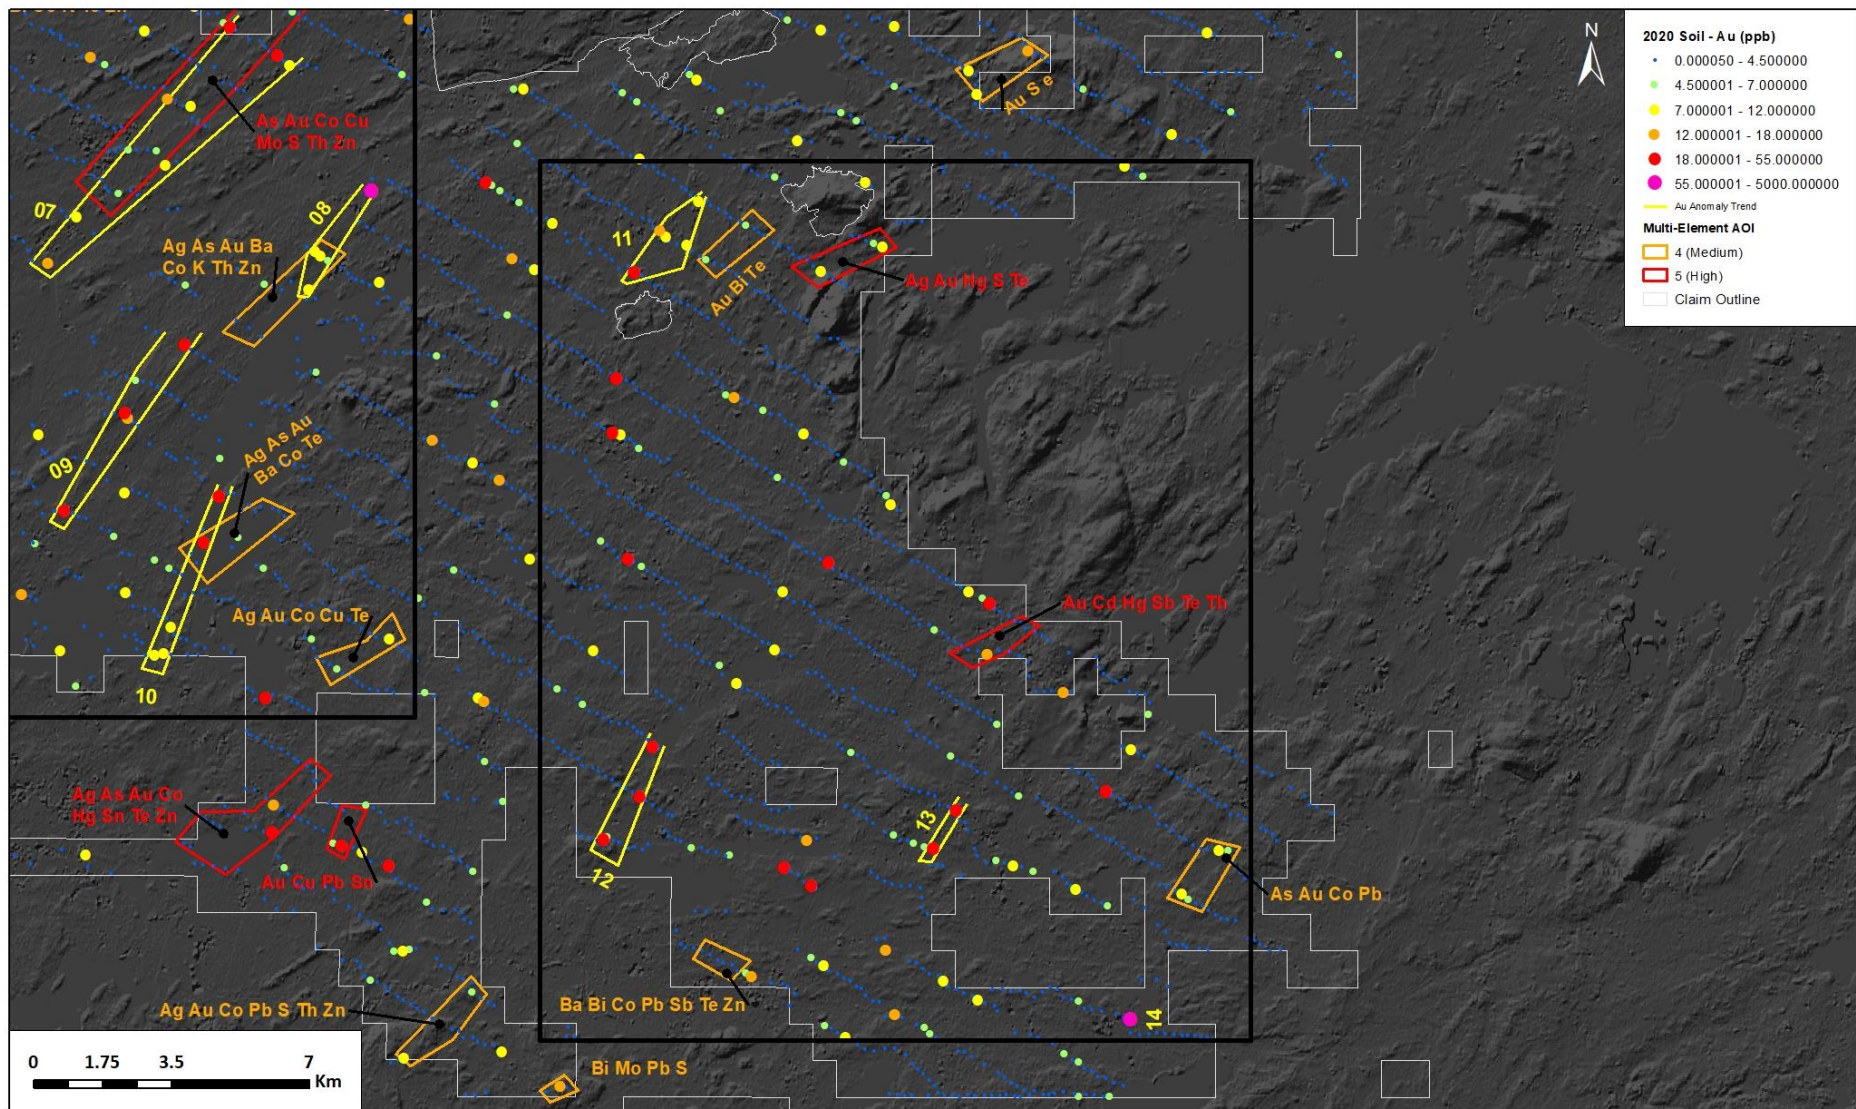 As Au Co Cu
Mo S Th Zn
07
08
Ag As Au Ba
Co K Th Zn
09
Ag As Au
Ba Co Te
10
Ag Au Co Cu Te
Au S e
11
Au Bi Te
Ag Au Hg S Te
Au Cd Hg Sb Te Th
Ag As Au Co
Hg Sn Te Zn
Au Cu Pb Sn
12
13
As Au Co Pb
Ag Au Co Pb S Th Zn
Ba Bi Co Pb Sb Te Zn
14
Bi Mo Pb S
0 1.75 3.5 7
Km
N
2020 Soil - Au (ppb)
0.000050 - 4.500000
4.500001 - 7.000000
7.000001 - 12.000000
12.000001 - 18.000000
18.000001 - 55.000000
55.000001 - 5000.000000
Au Anomaly Trend
Multi-Element AOI
4 (Medium)
5 (High)
Claim Outline